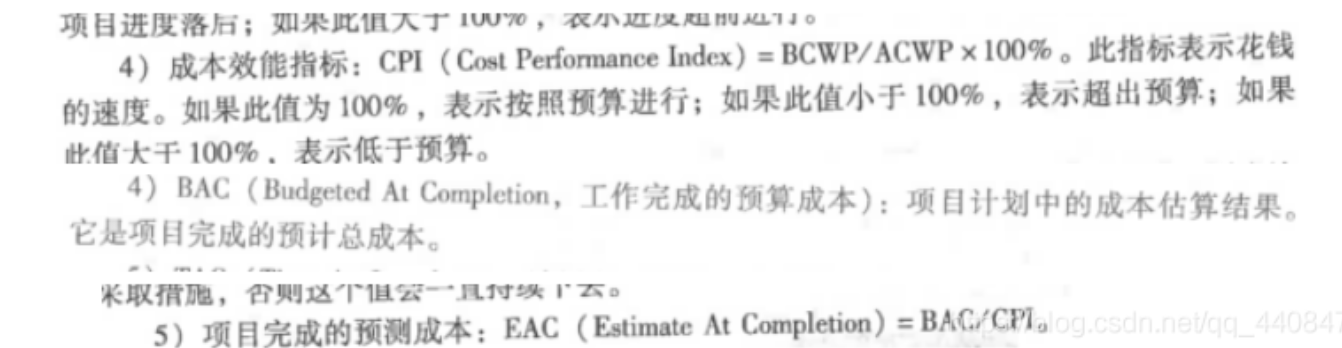 项目进度落后；如果此值大于 100%，表示进度超前进行。
4）成本效能指标：CPI（Cost Performance Index）= BCWP/ACWP × 100%。此指标表示花钱
的速度。如果此值为 100%，表示按照预算进行；如果此值小于 100%，表示超出预算；如果
此值大于 100%，表示低于预算。
4）BAC（Budgeted At Completion，工作完成的预算成本）：项目计划中的成本估算结果。
它是项目完成的预计总成本。
采取措施，否则这个值会一直持续下去。
5）项目完成的预测成本：EAC（Estimate At Completion）= BAC/CPI。